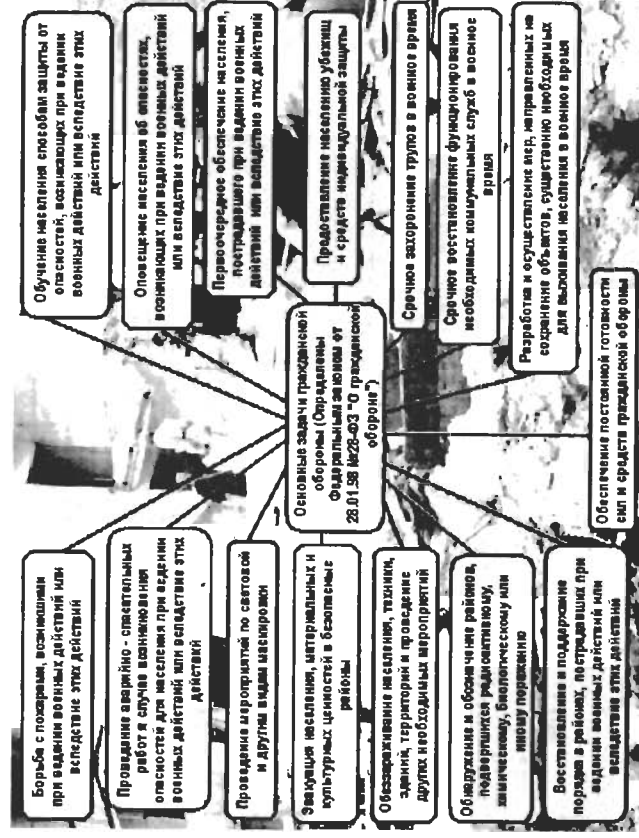 Борьба с пожарами, возникшими
при ведении военных действий или
вследствие этих действий
Проведение аварийно - спасательных
работ в случае возникновения
опасностей для населения при ведении
военных действий или вследствие этих
действий
Проведение мероприятий по световой
и другим видам маскировки
Эвакуация населения, материальных и
культурных ценностей в безопасные
районы
Обеззараживание населения, техники,
зданий, территорий и проведение
других необходимых мероприятий
Обнаружение и обозначение районов,
подвергшихся радиоактивному,
химическому, биологическому или
иному поражению
Восстановление и поддержание
порядка в районах, пострадавших при
ведении военных действий или
вследствие этих действий
Основные задачи гражданской
обороны (Определены
Федеральным законом от
28.01.98 №28-ФЗ "О гражданской
обороне")
Обучение населения способам защиты от
опасностей, возникающих при ведении
военных действий или вследствие этих
действий
Оповещение населения об опасностях,
возникающих при ведении военных действий
или вследствие этих действий
Первоочередное обеспечение населения,
пострадавшего при ведении военных
действий или вследствие этих действий
Предоставление населению убежищ
и средств индивидуальной защиты
Срочное захоронение трупов в военное время
Срочное восстановление функционирования
необходимых коммунальных служб в военное
время
Разработка и осуществление мер, направленных на
сохранение объектов, существенно необходимых
для выживания населения в военное время
Обеспечение постоянной готовности
сил и средств гражданской обороны